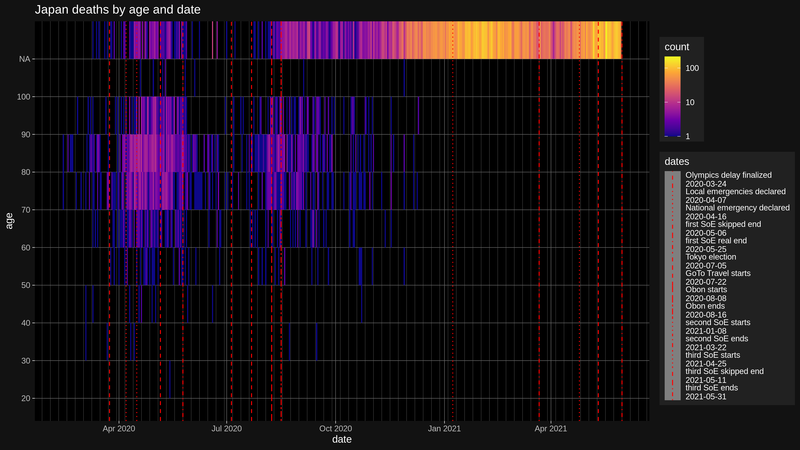 Japan deaths by age and date
NA
100
90
80
70
60
50
40
30
20
age
Apr 2020
Jul 2020
Oct 2020
Jan 2021
Apr 2021
date
count
100
10
1
dates
Olympics delay finalized
2020-03-24
Local emergencies declared
2020-04-07
National emergency declared
2020-04-16
first SoE skipped end
2020-05-06
first SoE real end
2020-05-25
Tokyo election
2020-07-05
GoTo Travel starts
2020-07-22
Obon starts
2020-08-08
Obon ends
2020-08-16
second SoE starts
2021-01-08
second SoE ends
2021-03-22
third SoE starts
2021-04-25
third SoE skipped end
2021-05-11
third SoE ends
2021-05-31